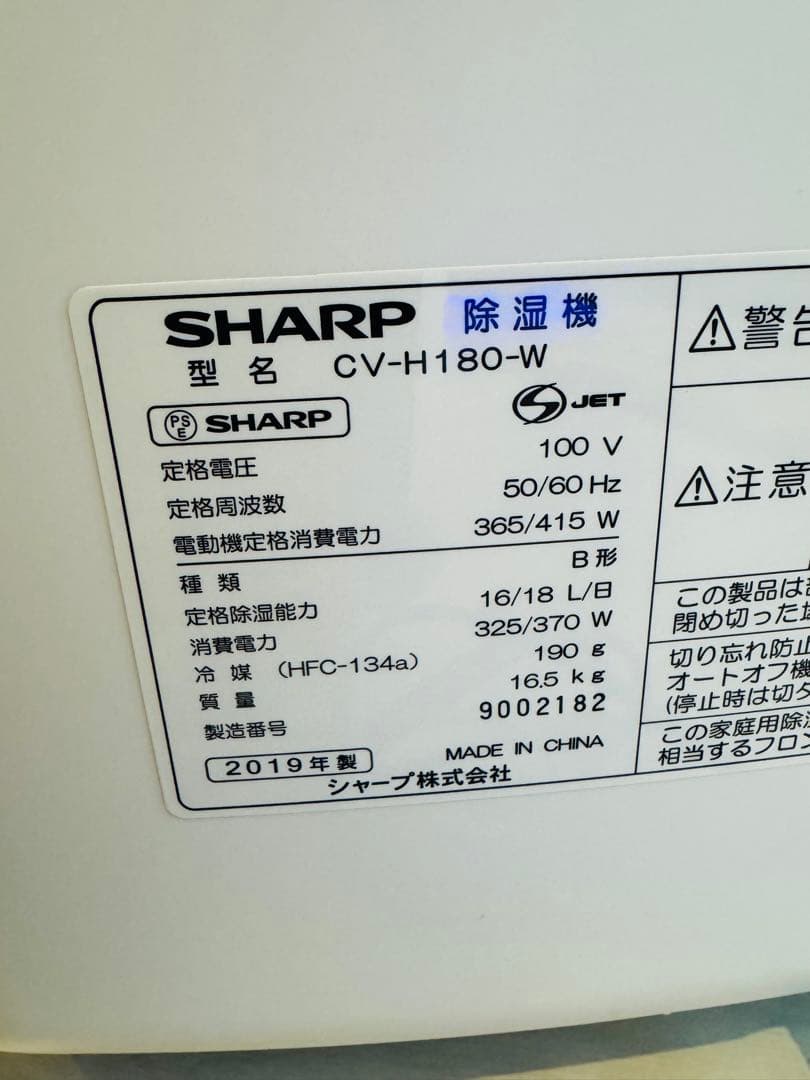 SHARP 除湿機
型名 CV-H180-W
PSE SHARP
S JET
定格電圧 100 V
定格周波数 50/60 Hz
電動機定格消費電力 365/415 W
種類 B形
定格除湿能力 16/18 L/日
消費電力 325/370 W
冷媒 (HFC-134a) 190 g
質量 16.5 kg
製造番号 9002182
2019年製 MADE IN CHINA
シャープ株式会社
警告
注意
この製品は
閉め切った
切り忘れ防止
オートオフ機
(停止時は切タ
この家庭用除湿
相当するフロン